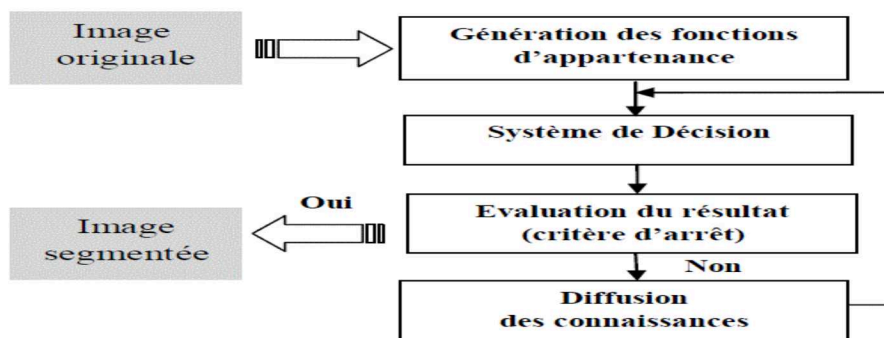 Image
originale
Génération des fonctions
d'appartenance
Système de Décision
Oui
Evaluation du résultat
(critère d'arrêt)
Image
segmentée
Non
Diffusion
des connaissances